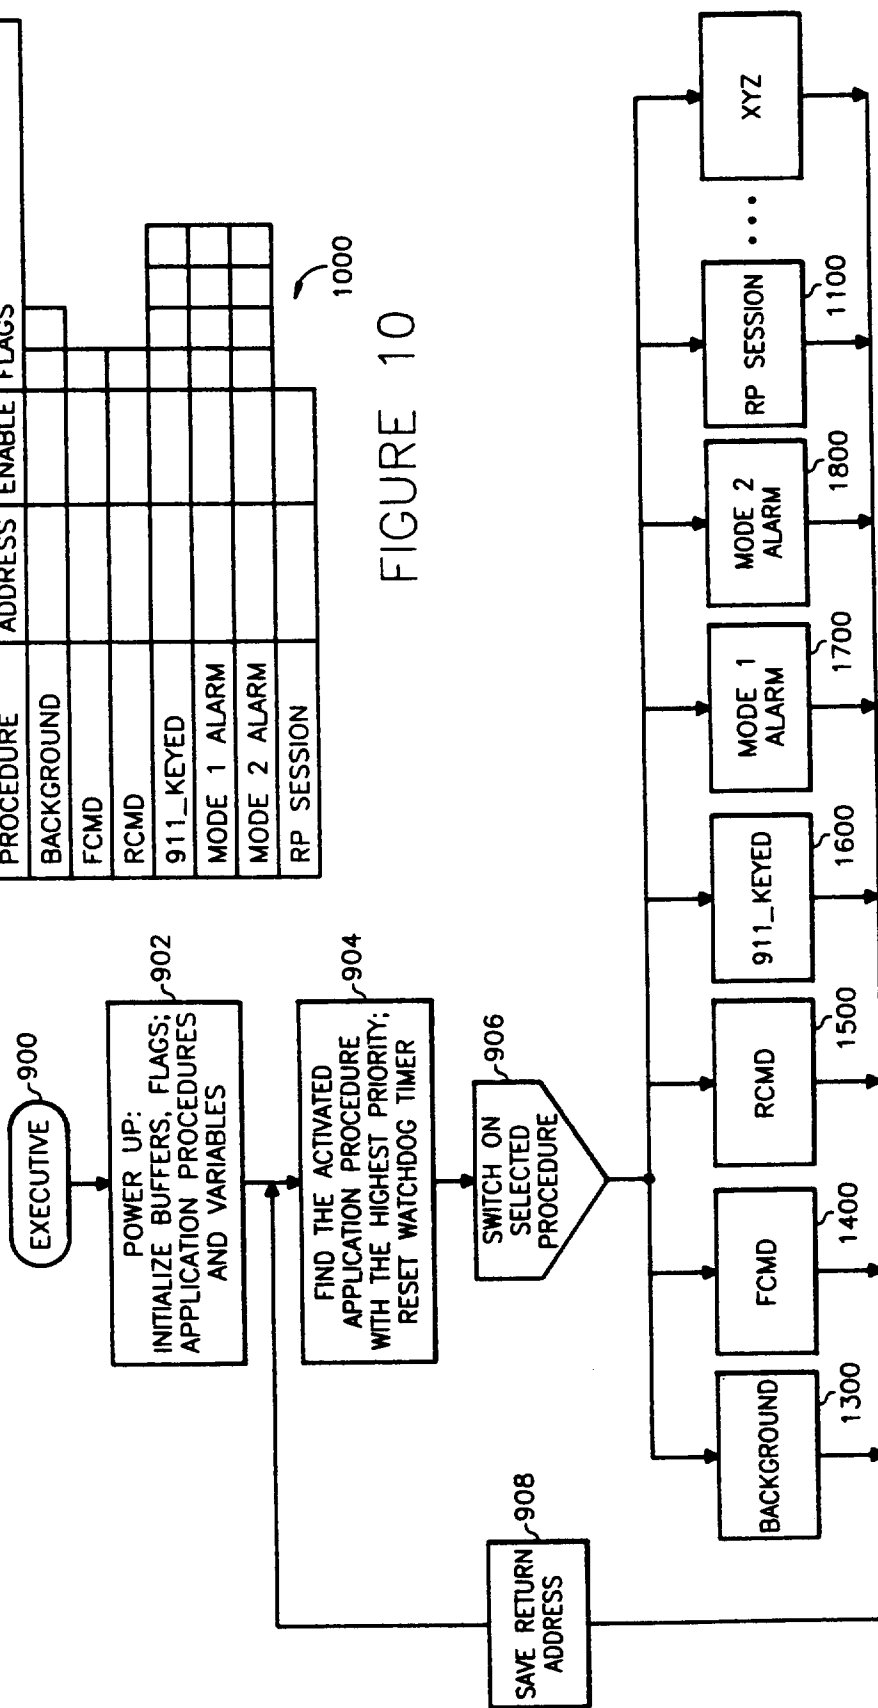 EXECUTIVE
900
POWER UP:
INITIALIZE BUFFERS, FLAGS;
APPLICATION PROCEDURES
AND VARIABLES
902
FIND THE ACTIVATED
APPLICATION PROCEDURE
WITH THE HIGHEST PRIORITY;
RESET WATCHDOG TIMER
904
SWITCH ON
SELECTED
PROCEDURE
906
SAVE RETURN
ADDRESS
908
BACKGROUND
1300
FCMD
1400
RCMD
1500
911_KEYED
1600
MODE 1
ALARM
1700
MODE 2
ALARM
1800
RP SESSION
1100
• • •
XYZ
PROCEDURE ADDRESS ENABLE FLAGS
BACKGROUND
FCMD
RCMD
911_KEYED
MODE 1 ALARM
MODE 2 ALARM
RP SESSION
1000
FIGURE 10